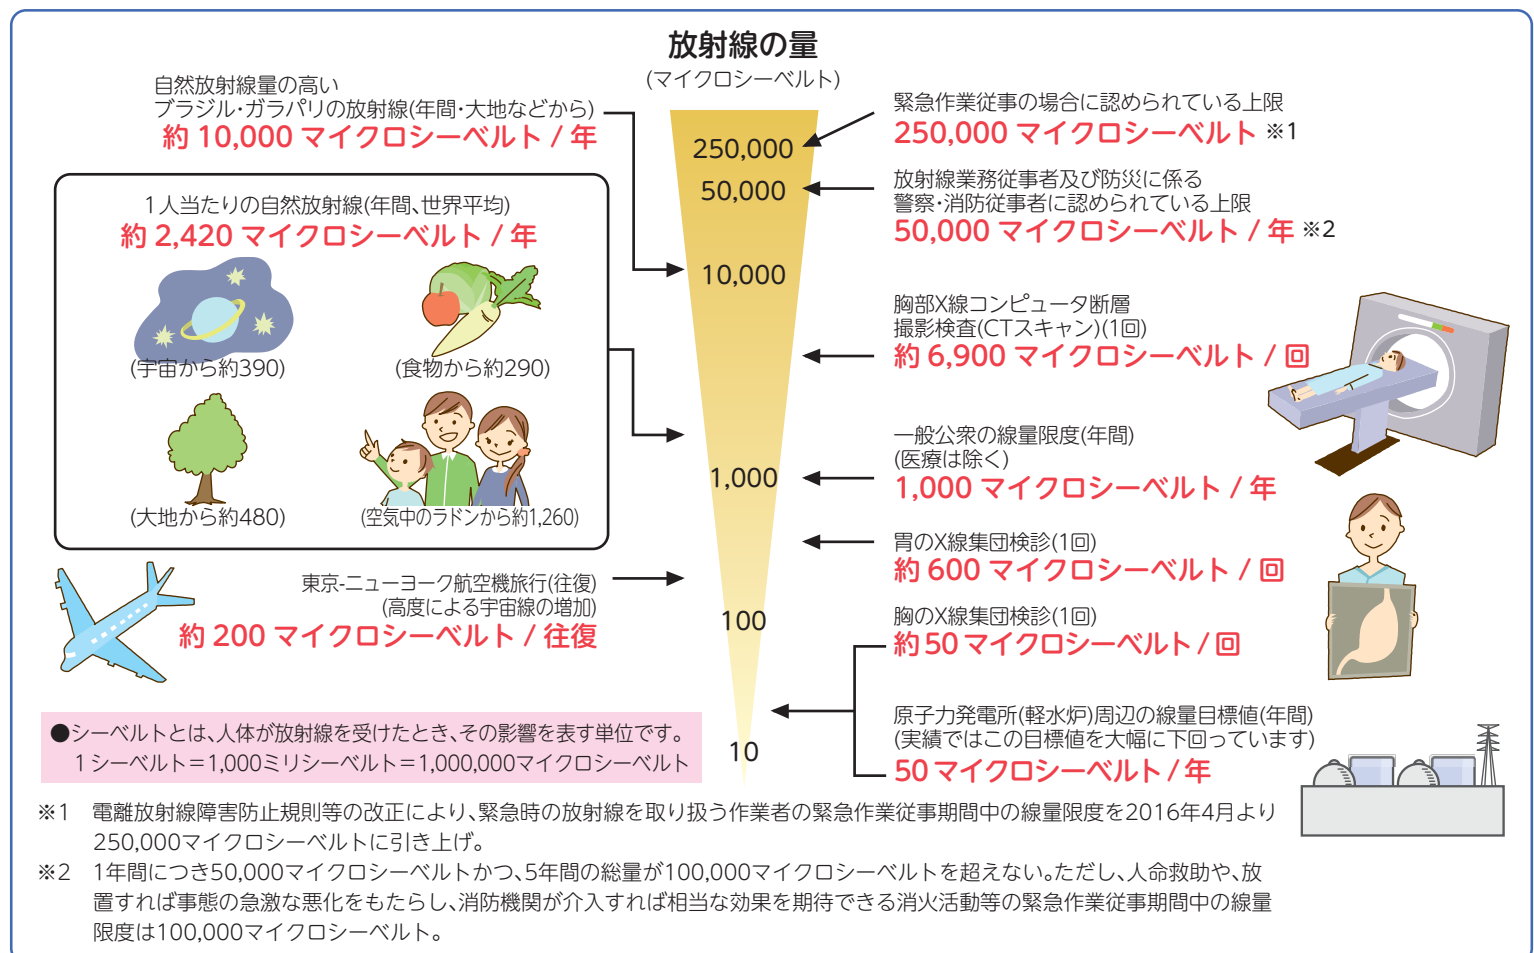 放射線の量
(マイクロシーベルト)
自然放射線量の高い
ブラジル・ガラパリの放射線(年間・大地などから)
約 10,000 マイクロシーベルト / 年
1人当たりの自然放射線(年間、世界平均)
約 2,420 マイクロシーベルト / 年
(宇宙から約390)
(食物から約290)
(大地から約480)
(空気中のラドンから約1,260)
東京-ニューヨーク航空機旅行(往復)
(高度による宇宙線の増加)
約 200 マイクロシーベルト / 往復
250,000
50,000
10,000
1,000
100
10
緊急作業従事の場合に認められている上限
250,000 マイクロシーベルト ※1
放射線業務従事者及び防災に係る
警察・消防従事者に認められている上限
50,000 マイクロシーベルト / 年 ※2
胸部X線コンピュータ断層
撮影検査(CTスキャン)(1回)
約 6,900 マイクロシーベルト / 回
一般公衆の線量限度(年間)
(医療は除く)
1,000 マイクロシーベルト / 年
胃のX線集団検診(1回)
約 600 マイクロシーベルト / 回
胸のX線集団検診(1回)
約 50 マイクロシーベルト / 回
原子力発電所(軽水炉)周辺の線量目標値(年間)
(実績ではこの目標値を大幅に下回っています)
50 マイクロシーベルト / 年
●シーベルトとは、人体が放射線を受けたとき、その影響を表す単位です。
1シーベルト=1,000ミリシーベルト=1,000,000マイクロシーベルト
※1 電離放射線障害防止規則等の改正により、緊急時の放射線を取り扱う作業者の緊急作業従事期間中の線量限度を2016年4月より
250,000マイクロシーベルトに引き上げ。
※2 1年間につき50,000マイクロシーベルトかつ、5年間の総量が100,000マイクロシーベルトを超えない。ただし、人命救助や、放
置すれば事態の急激な悪化をもたらし、消防機関が介入すれば相当な効果を期待できる消火活動等の緊急作業従事期間中の線量
限度は100,000マイクロシーベルト。